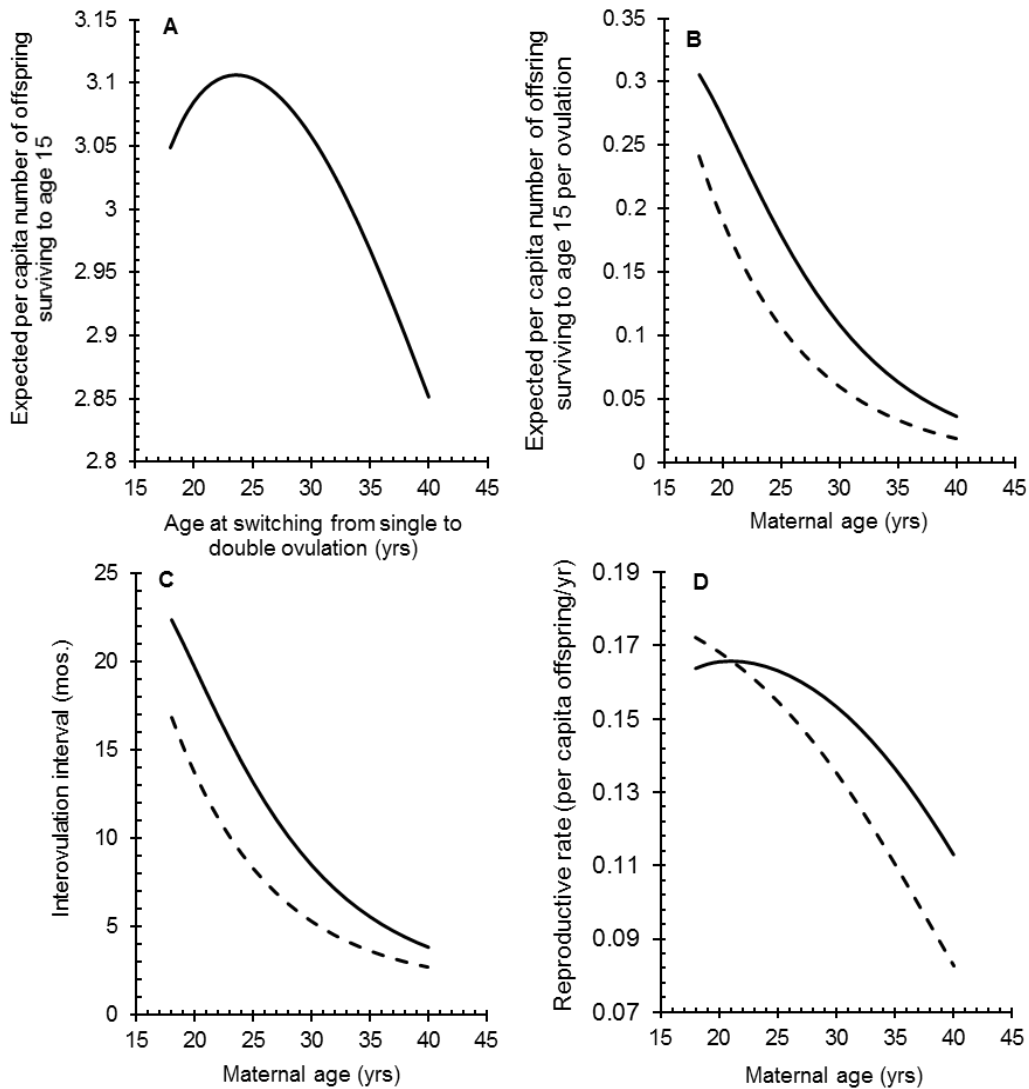 A
Expected per capita number of offspring
surviving to age 15
3.15
3.1
3.05
3
2.95
2.9
2.85
2.8
15 20 25 30 35 40 45
Age at switching from single to
double ovulation (yrs)
B
Expected per capita number of offsring
surviving to age 15 per ovulation
0.35
0.3
0.25
0.2
0.15
0.1
0.05
0
15 20 25 30 35 40 45
Maternal age (yrs)
C
Interovulation interval (mos.)
25
20
15
10
5
0
15 20 25 30 35 40 45
Maternal age (yrs)
D
Reproductive rate (per capita offspring/yr)
0.19
0.17
0.15
0.13
0.11
0.09
0.07
15 20 25 30 35 40 45
Maternal age (yrs)